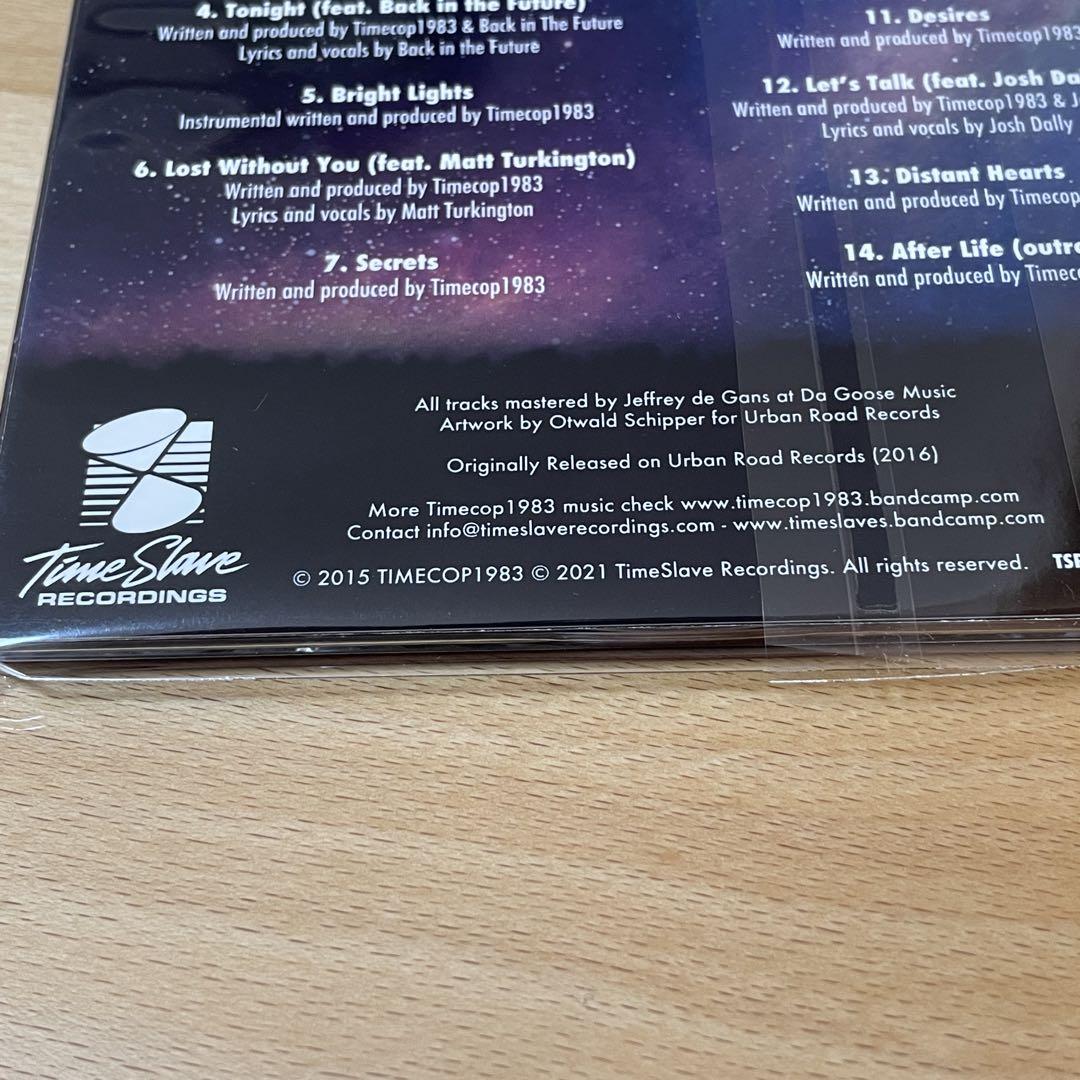 4. Tonight (feat. Back in the Future)
Written and produced by Timecop1983 & Back in The Future
Lyrics and vocals by Back in the Future
5. Bright Lights
Instrumental written and produced by Timecop1983
6. Lost Without You (feat. Matt Turkington)
Written and produced by Timecop1983
Lyrics and vocals by Matt Turkington
7. Secrets
Written and produced by Timecop1983
11. Desires
Written and produced by Timecop1983
12. Let's Talk (feat. Josh Da
Written and produced by Timecop1983 & J
Lyrics and vocals by Josh Dally
13. Distant Hearts
Written and produced by Timecop
14. After Life (outro
Written and produced by Timeco
All tracks mastered by Jeffrey de Gans at Da Goose Music
Artwork by Otwald Schipper for Urban Road Records
Originally Released on Urban Road Records (2016)
More Timecop1983 music check www.timecop1983.bandcamp.com
Contact info@timeslaverecordings.com - www.timeslaves.bandcamp.com
© 2015 TIMECOP1983 © 2021 TimeSlave Recordings. All rights reserved.
TimeSlave
RECORDINGS